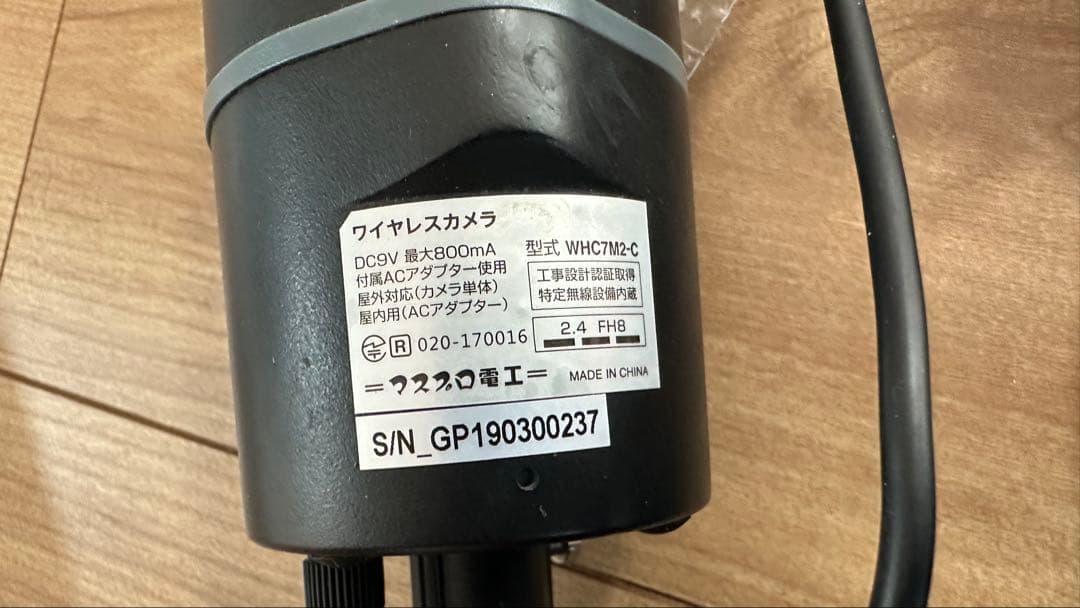 ワイヤレスカメラ
DC9V 最大800mA
付属ACアダプター使用
屋外対応(カメラ単体)
屋内用(ACアダプター)
型式 WHC7M2-C
工事設計認証取得
特定無線設備内蔵
R 020-170016
2.4 FH8
=マスプロ電工=
MADE IN CHINA
S/N_GP190300237